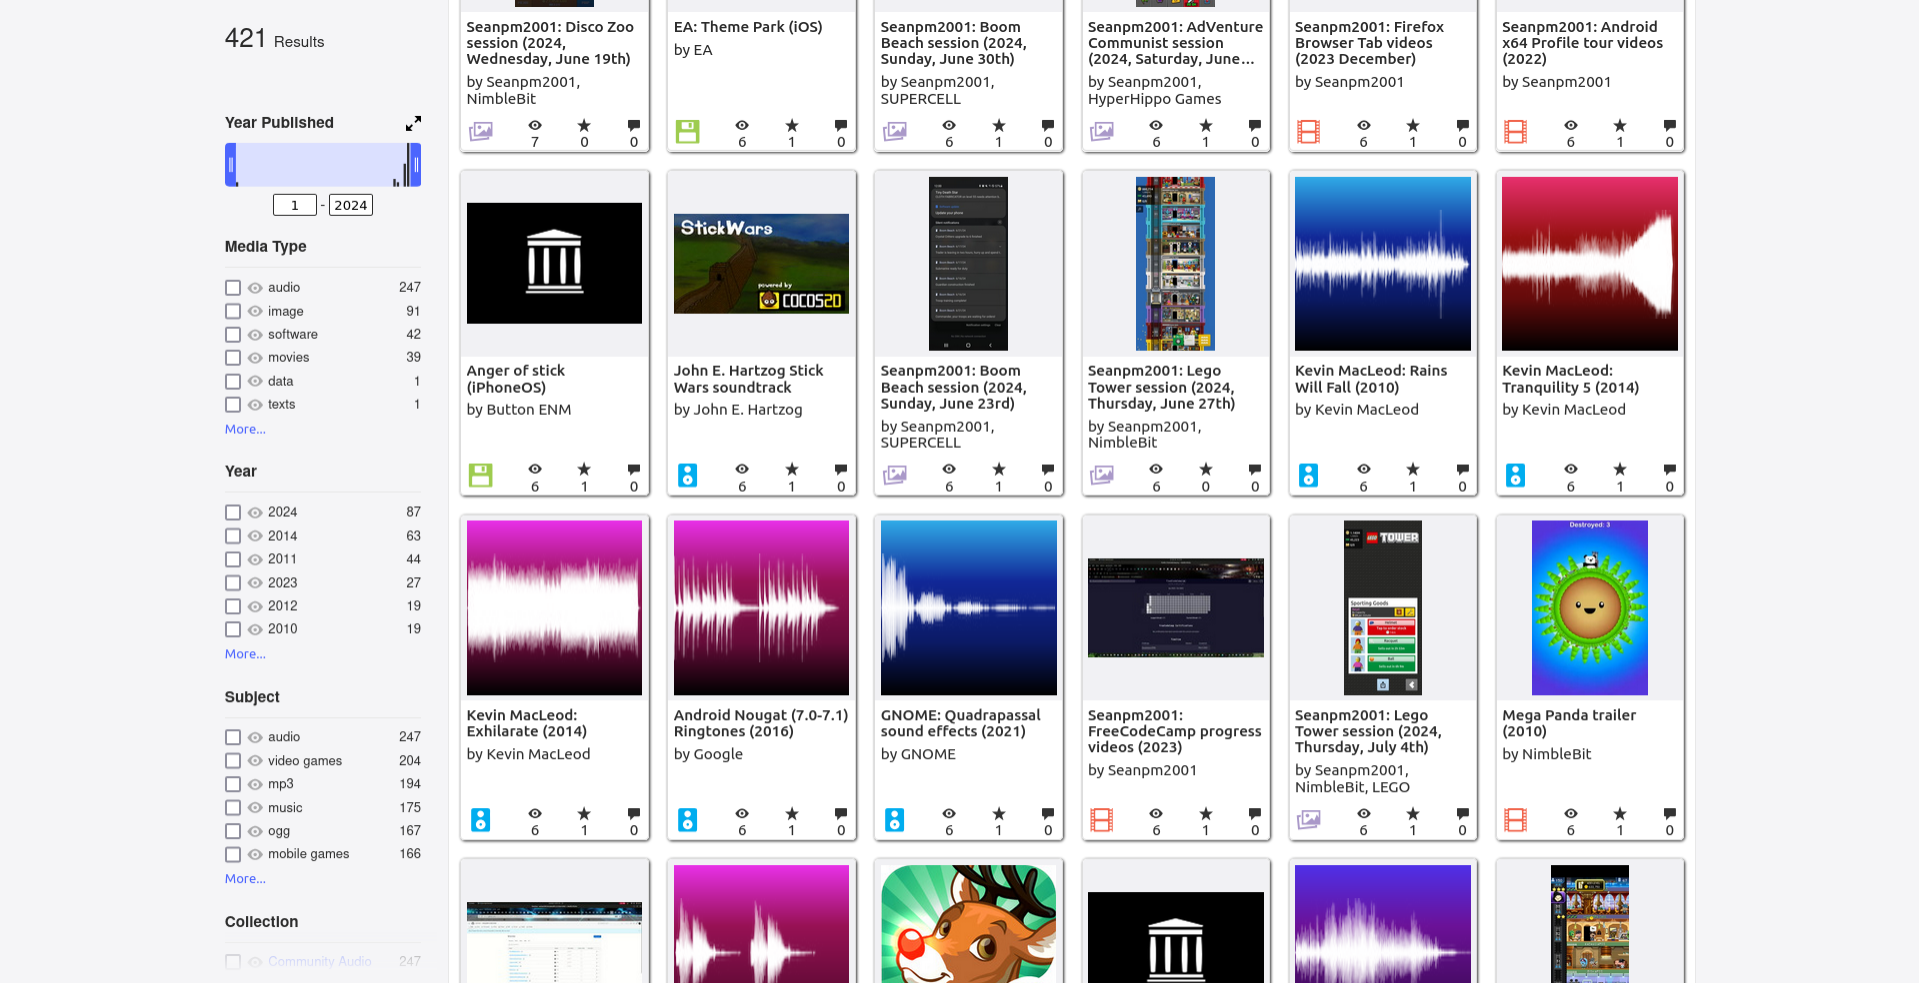 421 Results
Year Published
1 - 2024
Media Type
audio 247
image 91
software 42
movies 39
data 1
texts 1
More...
Year
2024 87
2014 63
2011 44
2023 27
2012 19
2010 19
More...
Subject
audio 247
video games 204
mp3 194
music 175
ogg 167
mobile games 166
More...
Collection
Community Audio 247
Seanpm2001: Disco Zoo
session (2024,
Wednesday, June 19th)
by Seanpm2001,
NimbleBit
7 0 0
EA: Theme Park (iOS)
by EA
6 1 0
Seanpm2001: Boom
Beach session (2024,
Sunday, June 30th)
by Seanpm2001,
SUPERCELL
6 1 0
Seanpm2001: AdVenture
Communist session
(2024, Saturday, June...
by Seanpm2001,
HyperHippo Games
6 1 0
Seanpm2001: Firefox
Browser Tab videos
(2023 December)
by Seanpm2001
6 1 0
Seanpm2001: Android
x64 Profile tour videos
(2022)
by Seanpm2001
6 1 0
Anger of stick
(iPhoneOS)
by Button ENM
6 1 0
StickWars
powered by
COCOS2D
John E. Hartzog Stick
Wars soundtrack
by John E. Hartzog
6 1 0
Seanpm2001: Boom
Beach session (2024,
Sunday, June 23rd)
by Seanpm2001,
SUPERCELL
6 1 0
Seanpm2001: Lego
Tower session (2024,
Thursday, June 27th)
by Seanpm2001,
NimbleBit
6 0 0
Kevin MacLeod: Rains
Will Fall (2010)
by Kevin MacLeod
6 1 0
Kevin MacLeod:
Tranquility 5 (2014)
by Kevin MacLeod
6 1 0
Kevin MacLeod:
Exhilarate (2014)
by Kevin MacLeod
6 1 0
Android Nougat (7.0-7.1)
Ringtones (2016)
by Google
6 1 0
GNOME: Quadrapassal
sound effects (2021)
by GNOME
6 1 0
Seanpm2001:
FreeCodeCamp progress
videos (2023)
by Seanpm2001
6 1 0
TOWER
Sporting Goods
Seanpm2001: Lego
Tower session (2024,
Thursday, July 4th)
by Seanpm2001,
NimbleBit, LEGO
6 1 0
Destroyed: 3
Mega Panda trailer
(2010)
by NimbleBit
6 1 0